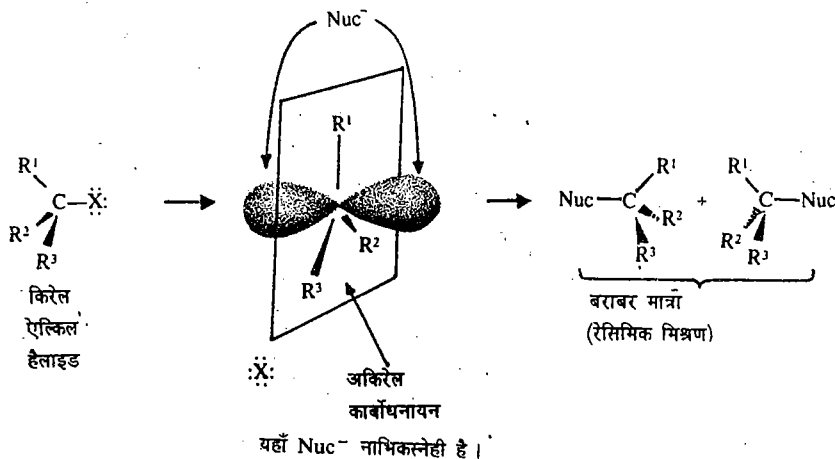 Nuc⁻
R¹
R¹
C—Ẍ:
R²
R³
R²
R³
किरेल
ऐल्किल
हैलाइड
:Ẍ:
अकिरेल
कार्बोधनायन
Nuc—C
R¹
R²
R³
+
R¹
C—Nuc
R²
R³
बराबर मात्रा
(रेसिमिक मिश्रण)
यहाँ Nuc⁻ नाभिकस्नेही है।